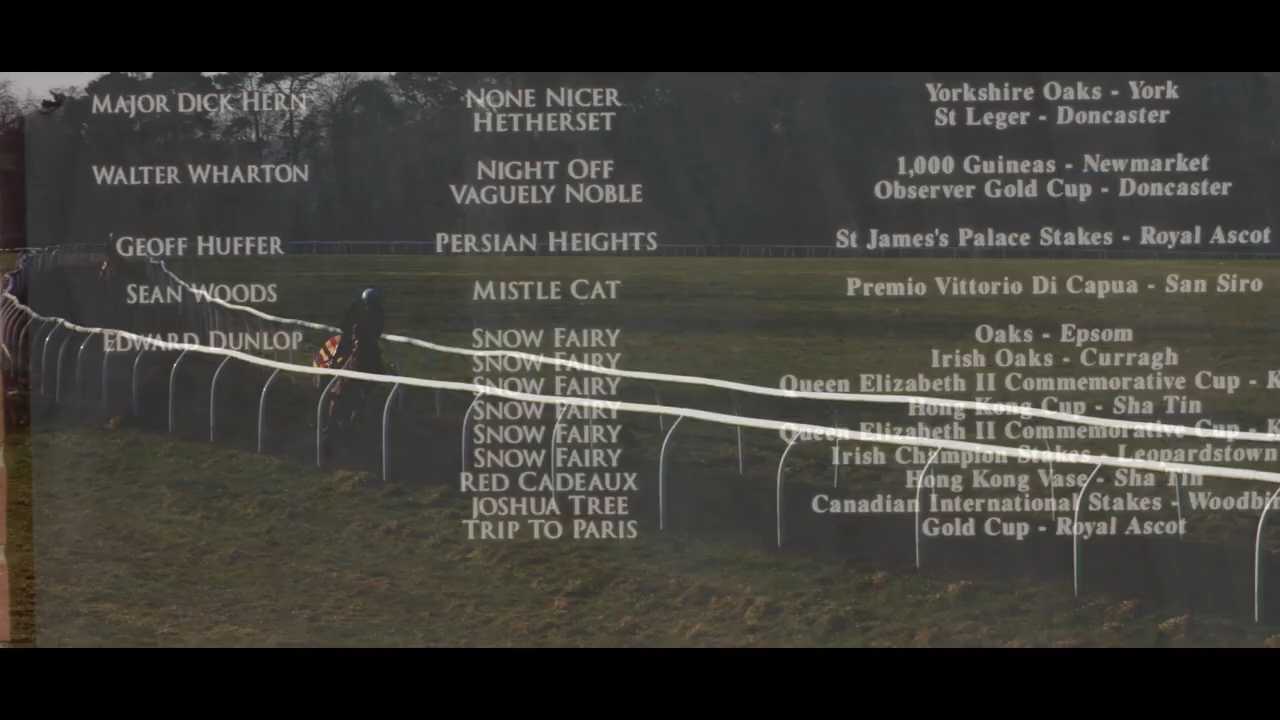 MAJOR DICK HERN NONE NICER Yorkshire Oaks - York
HETHERSET St Leger - Doncaster
WALTER WHARTON NIGHT OFF 1,000 Guineas - Newmarket
VAGUELY NOBLE Observer Gold Cup - Doncaster
GEOFF HUFFER PERSIAN HEIGHTS St James's Palace Stakes - Royal Ascot
SEAN WOODS MISTLE CAT Premio Vittorio Di Capua - San Siro
EDWARD DUNLOP SNOW FAIRY Oaks - Epsom
SNOW FAIRY Irish Oaks - Curragh
SNOW FAIRY Queen Elizabeth II Commemorative Cup -
SNOW FAIRY Hong Kong Cup - Sha Tin
SNOW FAIRY Queen Elizabeth II Commemorative Cup -
SNOW FAIRY Irish Champion Stakes - Leopardstown
RED CADEAUX Hong Kong Vase - Sha Tin
JOSHUA TREE Canadian International Stakes -
TRIP TO PARIS Gold Cup - Royal Ascot